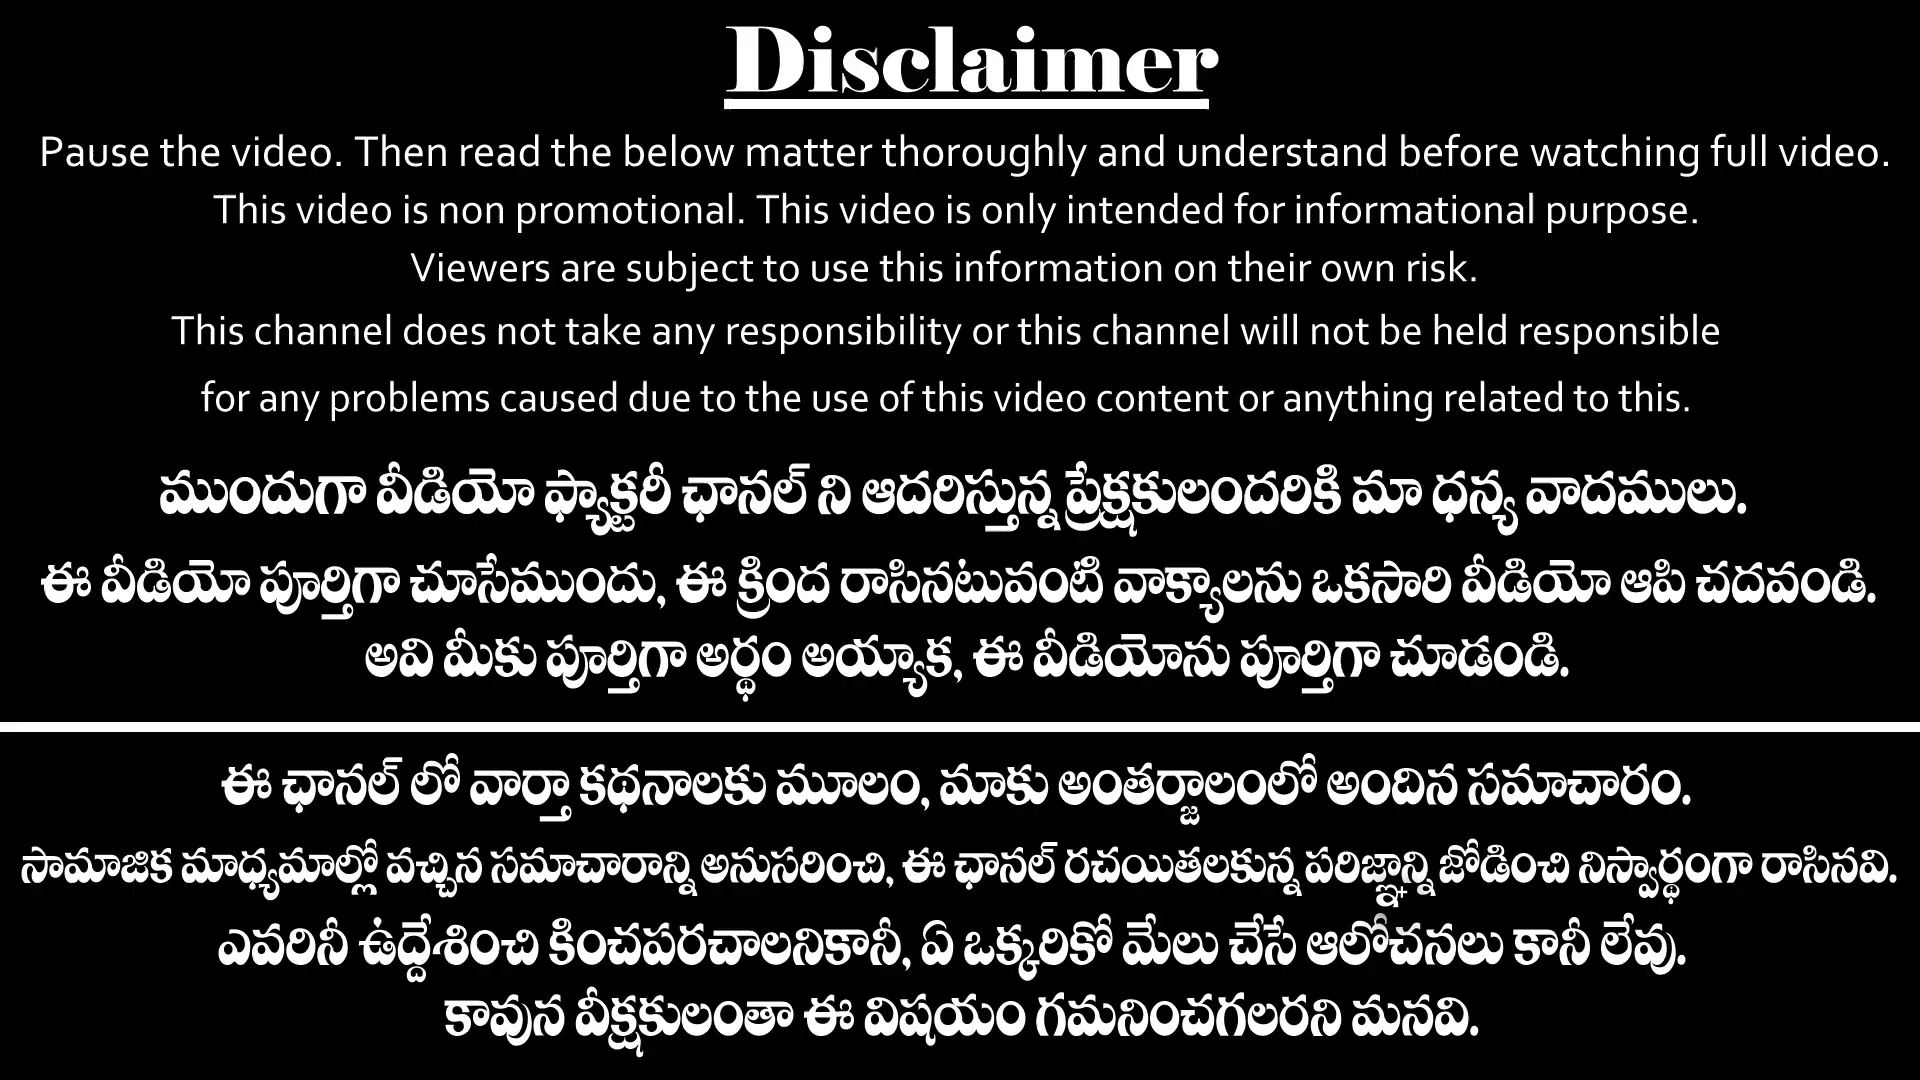 Disclaimer
Pause the video. Then read the below matter thoroughly and understand before watching full video.
This video is non promotional. This video is only intended for informational purpose.
Viewers are subject to use this information on their own risk.
This channel does not take any responsibility or this channel will not be held responsible
for any problems caused due to the use of this video content or anything related to this.
ముందుగా వీడియో ఫ్యాక్టరీ ఛానల్ ని ఆదరిస్తున్న ప్రేక్షకులందరికి మా ధన్య వాదములు.
ఈ వీడియో పూర్తిగా చూసేముందు, ఈ క్రింద రాసినటువంటి వాక్యాలను ఒకసారి వీడియో ఆపి చదవండి.
అవి మీకు పూర్తిగా అర్థం అయ్యాక, ఈ వీడియోను పూర్తిగా చూడండి.
ఈ ఛానల్ లో వార్తా కథనాలకు మూలం, మాకు అంతర్జాలంలో అందిన సమాచారం.
సామాజిక మాధ్యమాల్లో వచ్చిన సమాచారాన్ని అనుసరించి, ఈ ఛానల్ రచయితలకున్న పరిజ్ఞాన్ని జోడించి నిస్వార్థంగా రాసినవి.
ఎవరినీ ఉద్దేశించి కించపరచాలనికానీ, ఏ ఒక్కరికో మేలు చేసే ఆలోచనలు కానీ లేవు.
కావున వీక్షకులంతా ఈ విషయం గమనించగలరని మనవి.